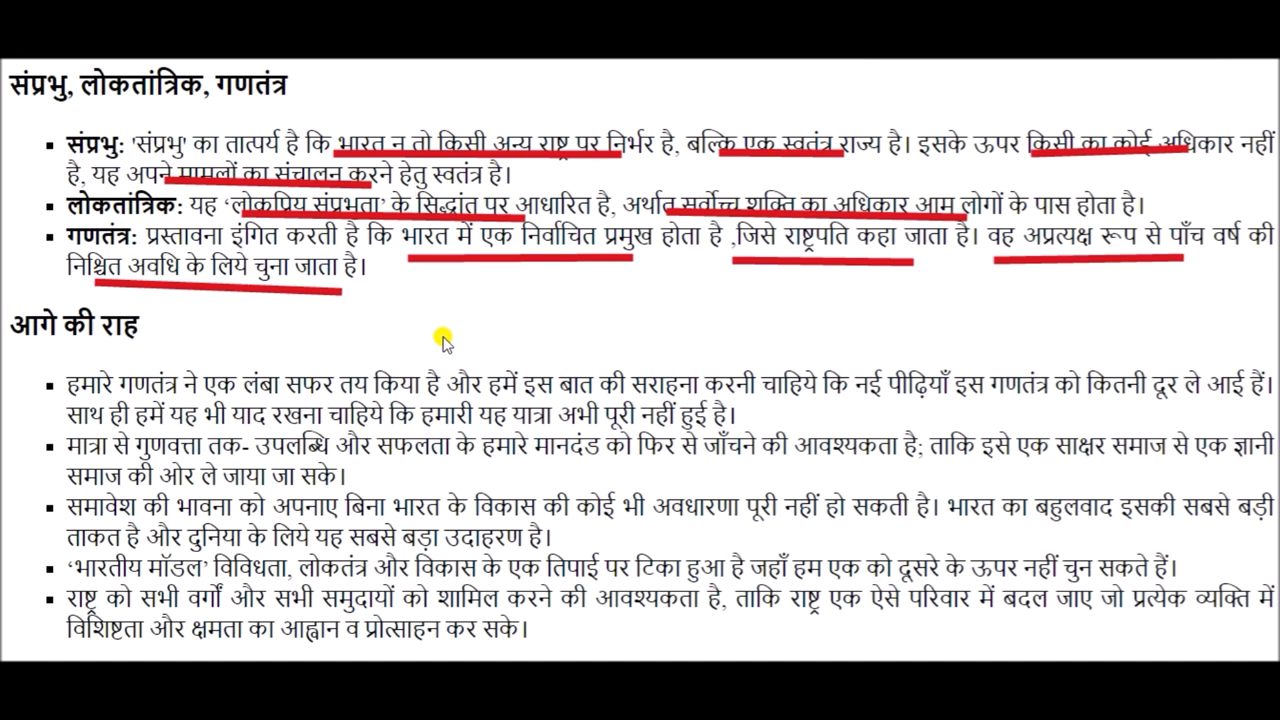 संप्रभु, लोकतांत्रिक, गणतंत्र
▪ संप्रभु: 'संप्रभु' का तात्पर्य है कि भारत न तो किसी अन्य राष्ट्र पर निर्भर है, बल्कि एक स्वतंत्र राज्य है। इसके ऊपर किसी का कोई अधिकार नहीं
है, यह अपने मामलों का संचालन करने हेतु स्वतंत्र है।
▪ लोकतांत्रिक: यह ‘लोकप्रिय संप्रभुता’ के सिद्धांत पर आधारित है, अर्थात सर्वोच्च शक्ति का अधिकार आम लोगों के पास होता है।
▪ गणतंत्र: प्रस्तावना इंगित करती है कि भारत में एक निर्वाचित प्रमुख होता है ,जिसे राष्ट्रपति कहा जाता है। वह अप्रत्यक्ष रूप से पाँच वर्ष की
निश्चित अवधि के लिये चुना जाता है।
आगे की राह
▪ हमारे गणतंत्र ने एक लंबा सफर तय किया है और हमें इस बात की सराहना करनी चाहिये कि नई पीढ़ियाँ इस गणतंत्र को कितनी दूर ले आई हैं।
साथ ही हमें यह भी याद रखना चाहिये कि हमारी यह यात्रा अभी पूरी नहीं हुई है।
▪ मात्रा से गुणवत्ता तक- उपलब्धि और सफलता के हमारे मानदंड को फिर से जाँचने की आवश्यकता है; ताकि इसे एक साक्षर समाज से एक ज्ञानी
समाज की ओर ले जाया जा सके।
▪ समावेश की भावना को अपनाए बिना भारत के विकास की कोई भी अवधारणा पूरी नहीं हो सकती है। भारत का बहुलवाद इसकी सबसे बड़ी
ताकत है और दुनिया के लिये यह सबसे बड़ा उदाहरण है।
▪ ‘भारतीय मॉडल’ विविधता, लोकतंत्र और विकास के एक तिपाई पर टिका हुआ है जहाँ हम एक को दूसरे के ऊपर नहीं चुन सकते हैं।
▪ राष्ट्र को सभी वर्गों और सभी समुदायों को शामिल करने की आवश्यकता है, ताकि राष्ट्र एक ऐसे परिवार में बदल जाए जो प्रत्येक व्यक्ति में
विशिष्टता और क्षमता का आह्वान व प्रोत्साहन कर सके।